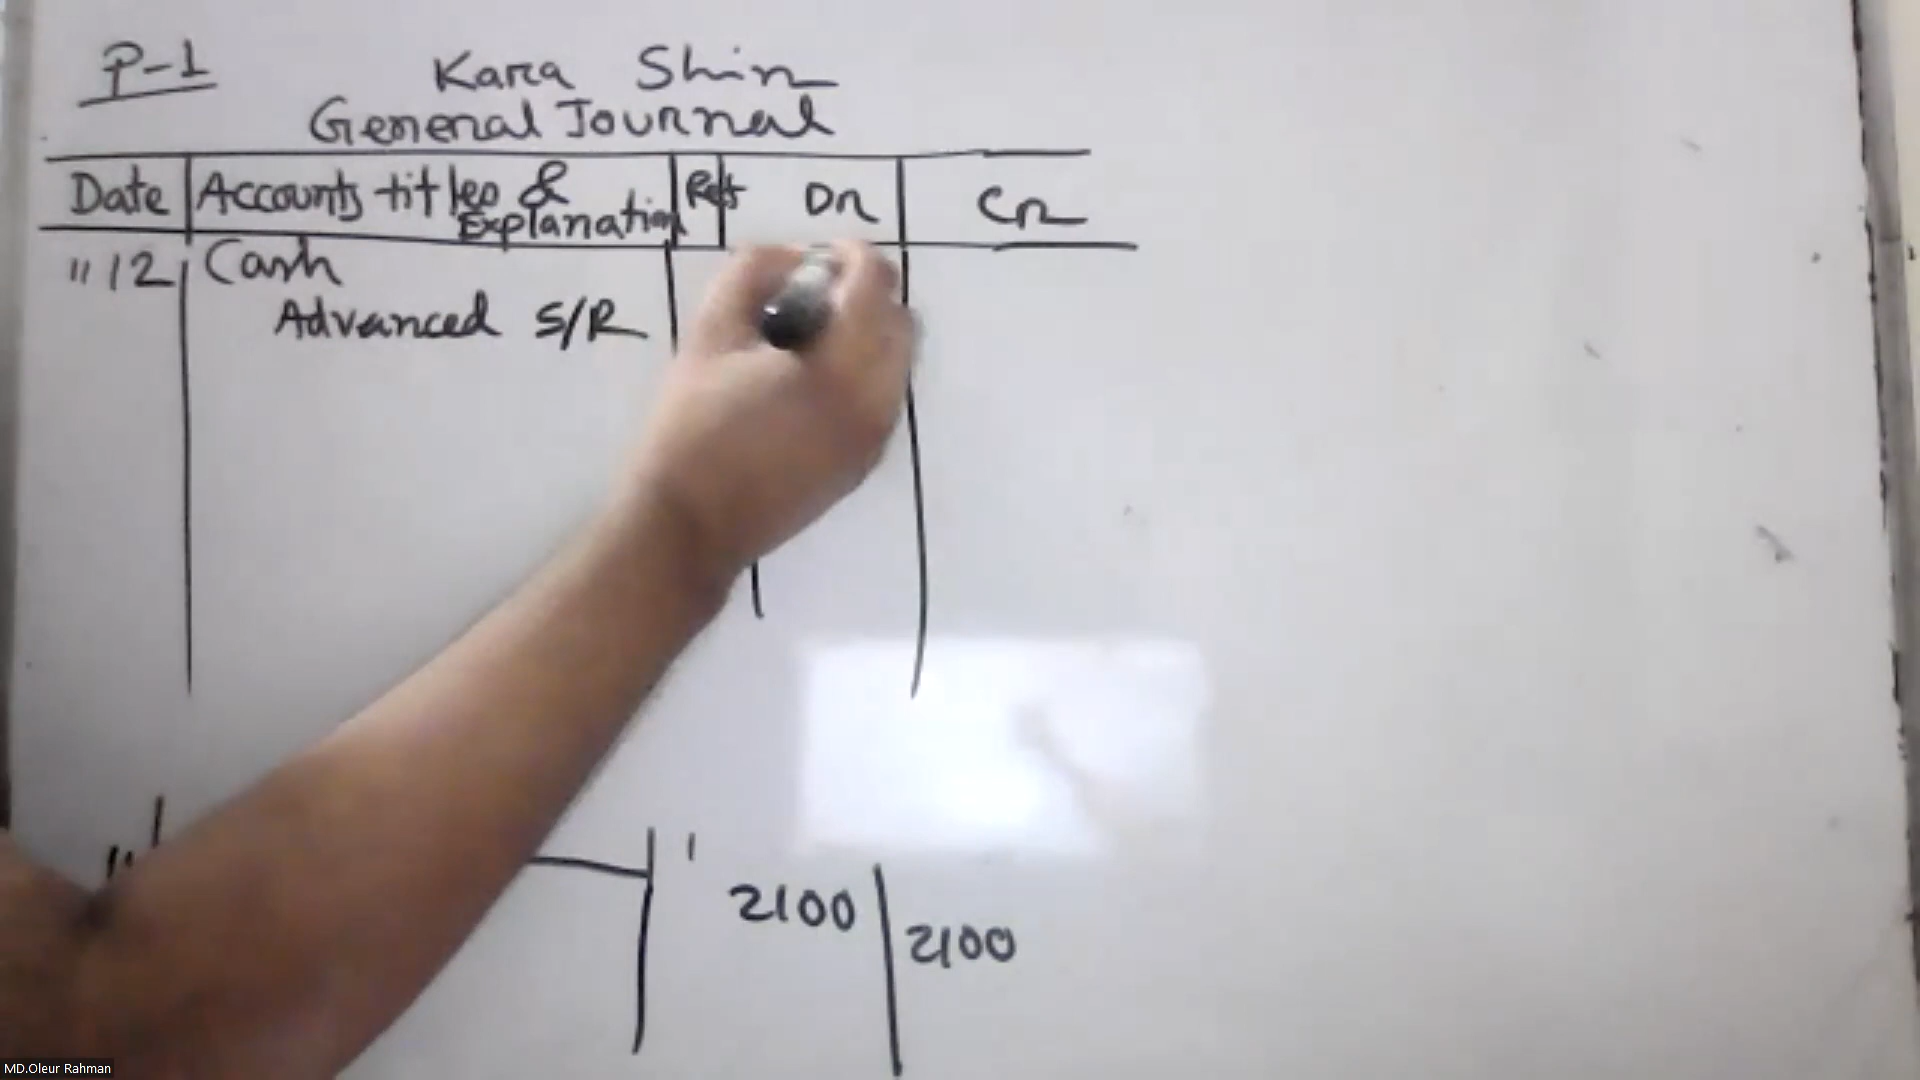 P-1
Kara Shin
General Journal
Date Accounts titles & Explanation Ref Dr Cr
"12 Cash
Advanced S/R
2100
2100
MD.Oleur Rahman